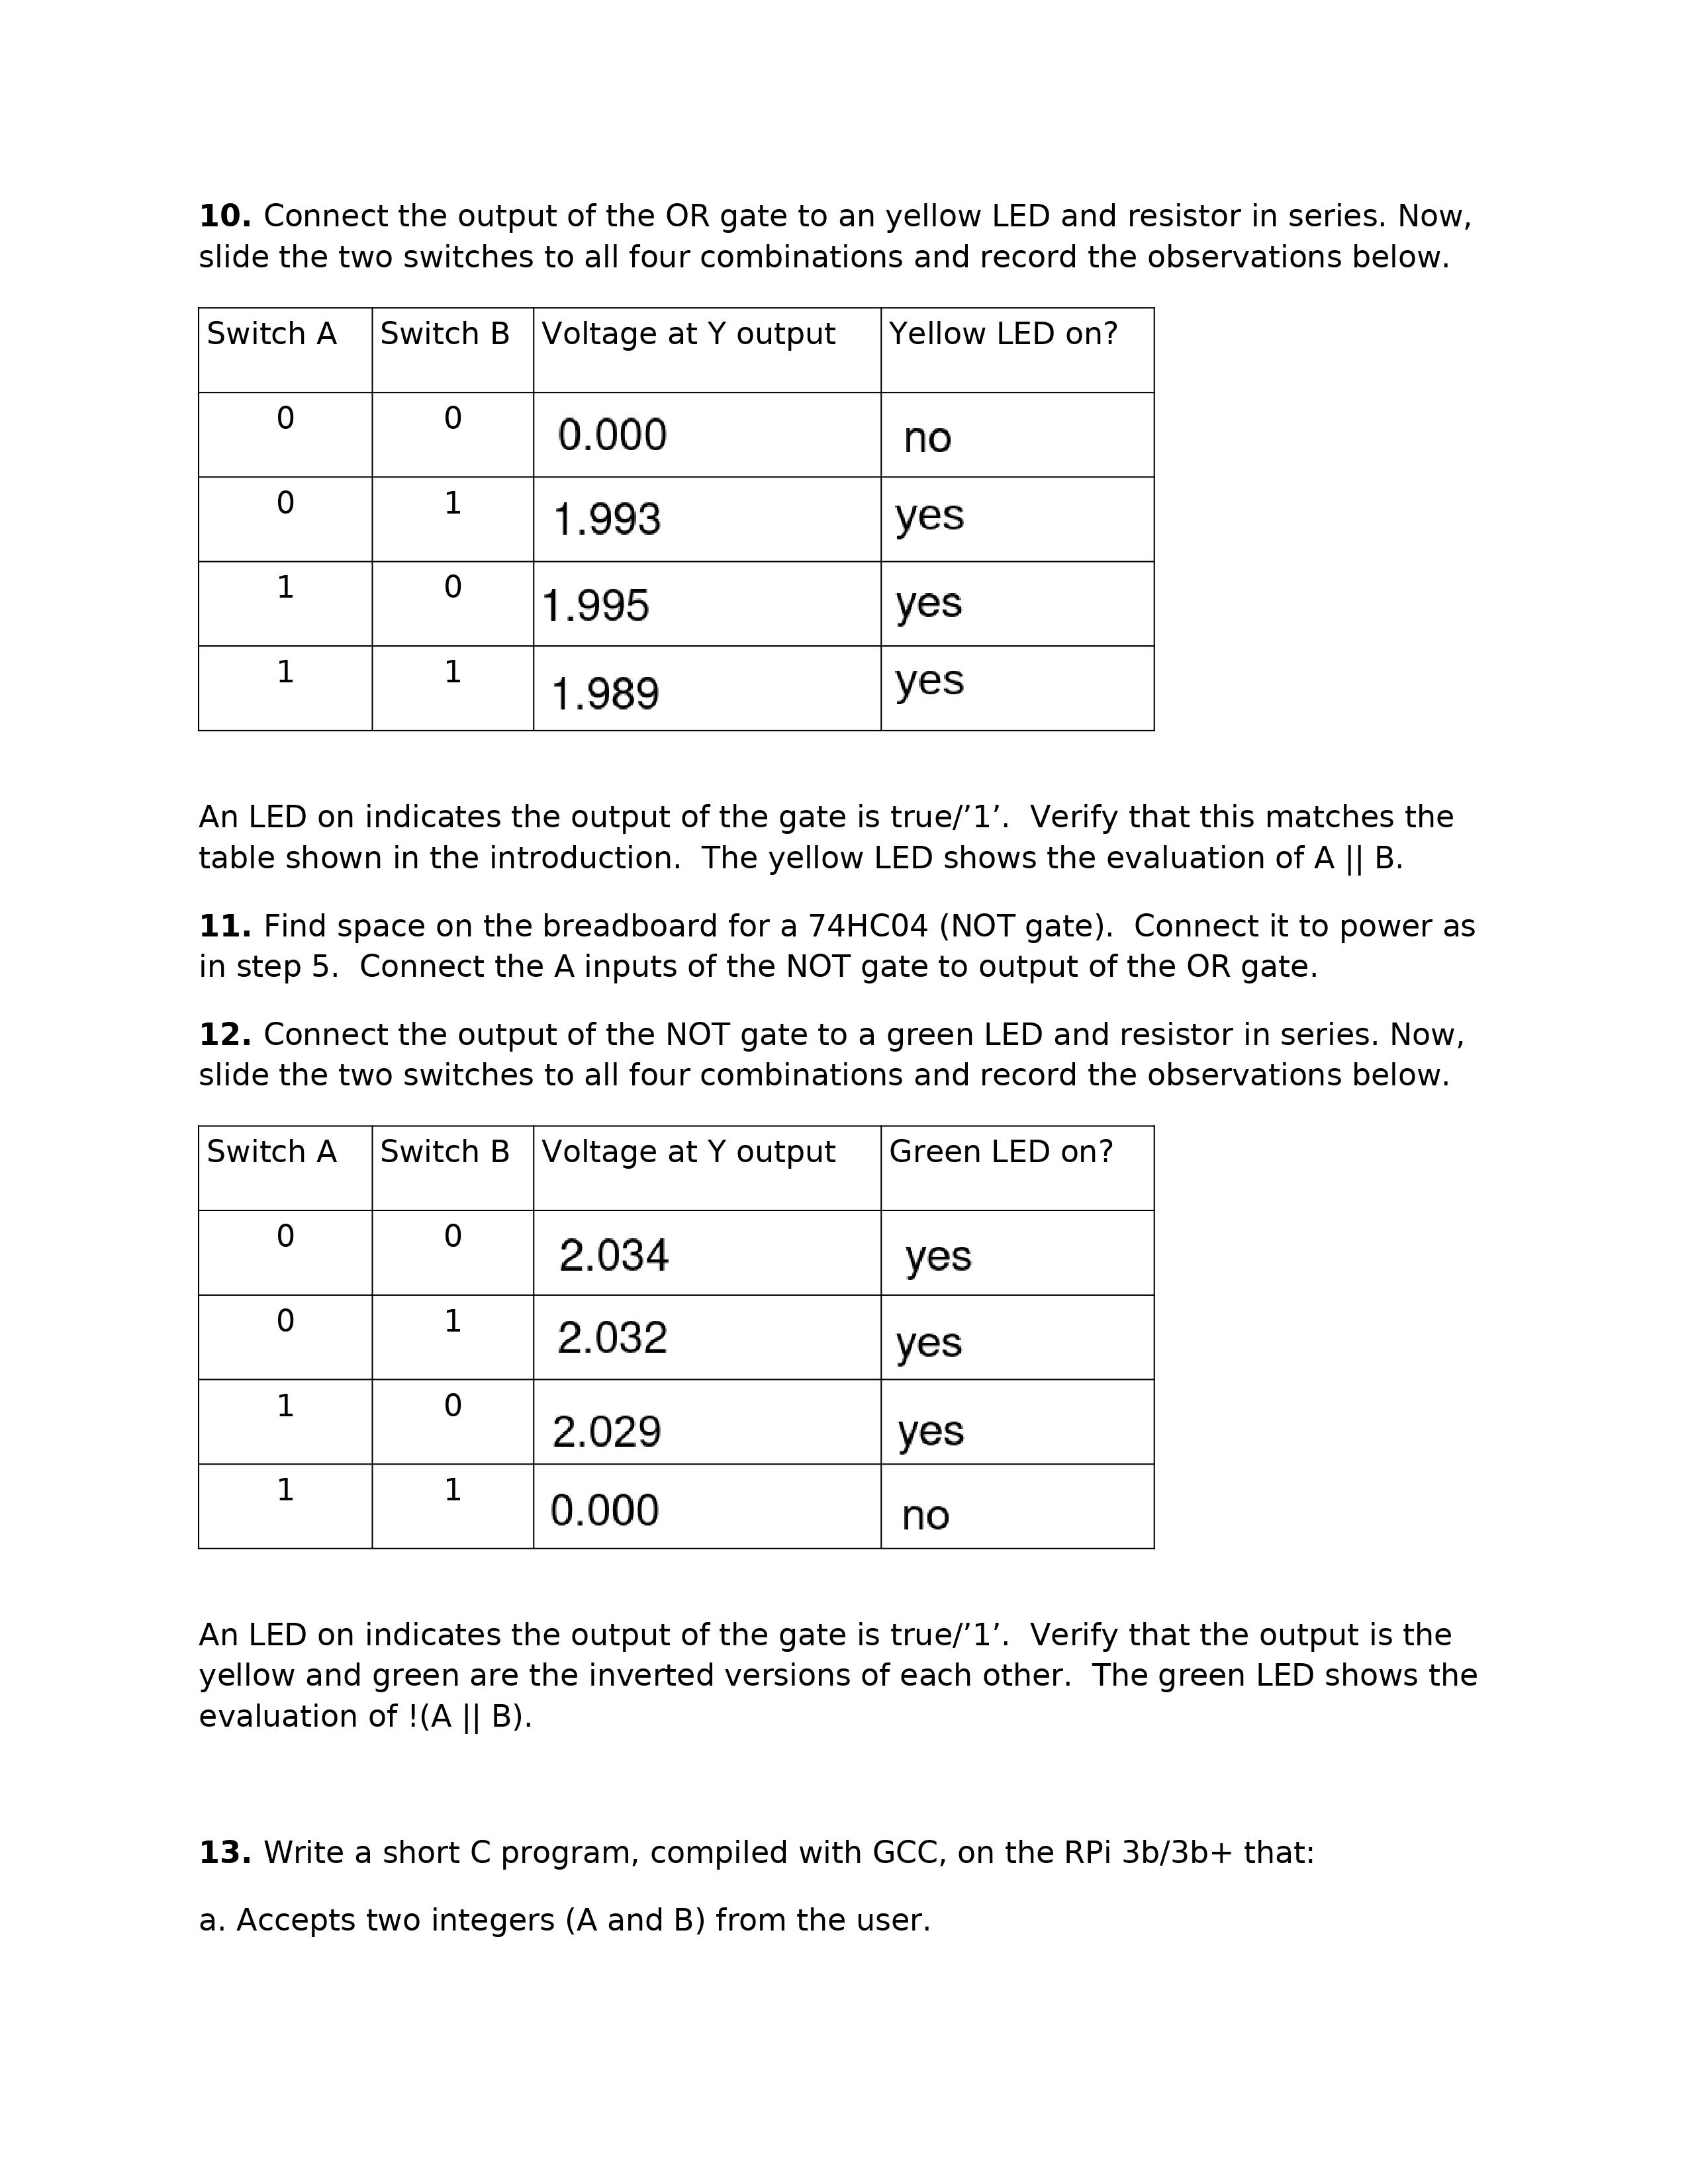 10. Connect the output of the OR gate to an yellow LED and resistor in series. Now,
slide the two switches to all four combinations and record the observations below.
Switch A Switch B Voltage at Y output Yellow LED on?
0 0 0.000 no
0 1 1.993 yes
1 0 1.995 yes
1 1 1.989 yes
An LED on indicates the output of the gate is true/’1’.  Verify that this matches the
table shown in the introduction.  The yellow LED shows the evaluation of A || B.
11. Find space on the breadboard for a 74HC04 (NOT gate).  Connect it to power as
in step 5.  Connect the A inputs of the NOT gate to output of the OR gate.
12. Connect the output of the NOT gate to a green LED and resistor in series. Now,
slide the two switches to all four combinations and record the observations below.
Switch A Switch B Voltage at Y output Green LED on?
0 0 2.034 yes
0 1 2.032 yes
1 0 2.029 yes
1 1 0.000 no
An LED on indicates the output of the gate is true/’1’.  Verify that the output is the
yellow and green are the inverted versions of each other.  The green LED shows the
evaluation of !(A || B).
13. Write a short C program, compiled with GCC, on the RPi 3b/3b+ that:
a. Accepts two integers (A and B) from the user.